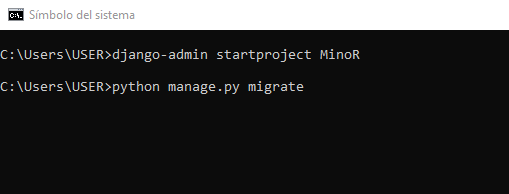 Símbolo del sistema
C:\Users\USER>django-admin startproject MinoR
C:\Users\USER>python manage.py migrate